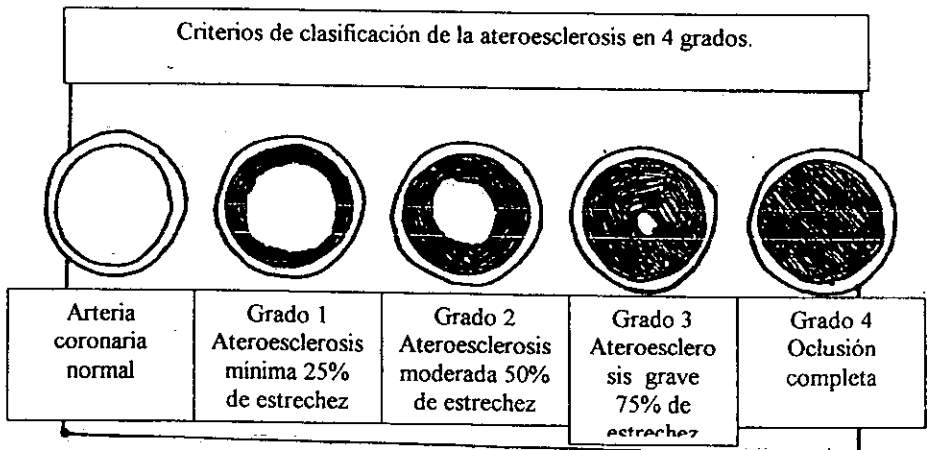 Criterios de clasificación de la ateroesclerosis en 4 grados.
Arteria
coronaria
normal
Grado 1
Ateroesclerosis
mínima 25%
de estrechez
Grado 2
Ateroesclerosis
moderada 50%
de estrechez
Grado 3
Ateroesclero
sis grave
75% de
estrechez
Grado 4
Oclusión
completa